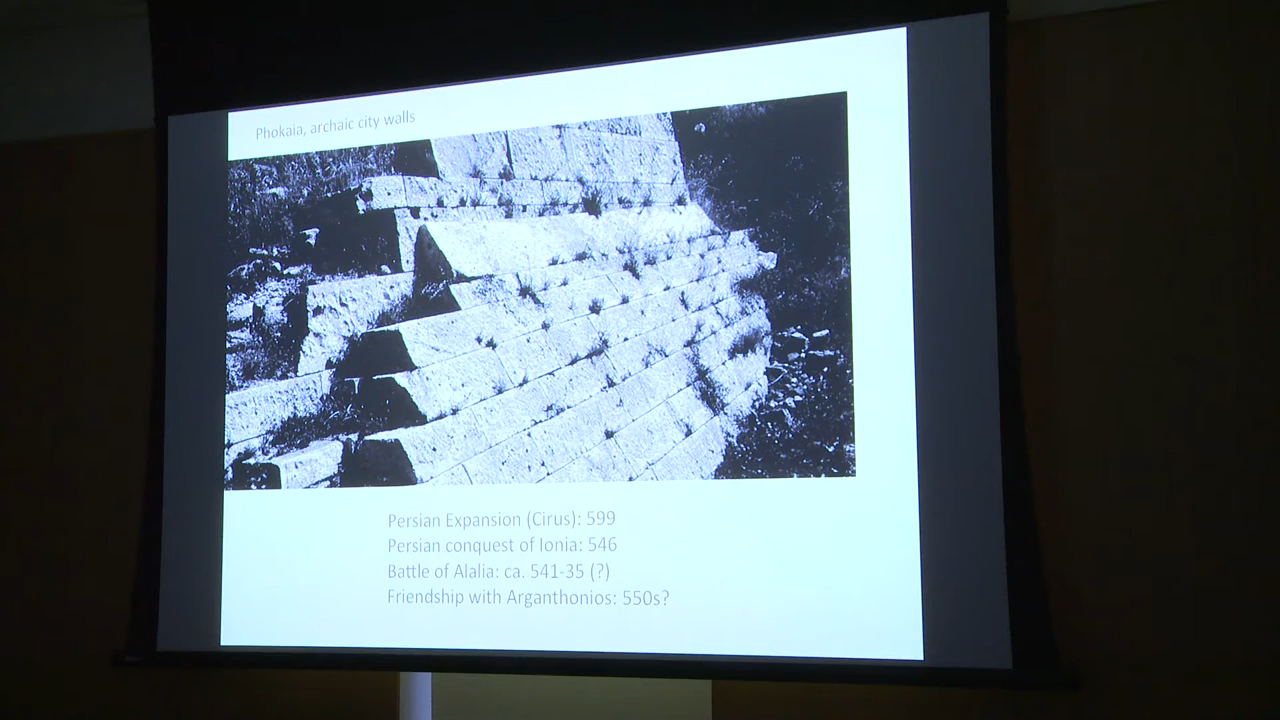 Phokaia, archaic city walls
Persian Expansion (Cirus): 599
Persian conquest of Ionia: 546
Battle of Alalia: ca. 541-35 (?)
Friendship with Arganthonios: 550s?